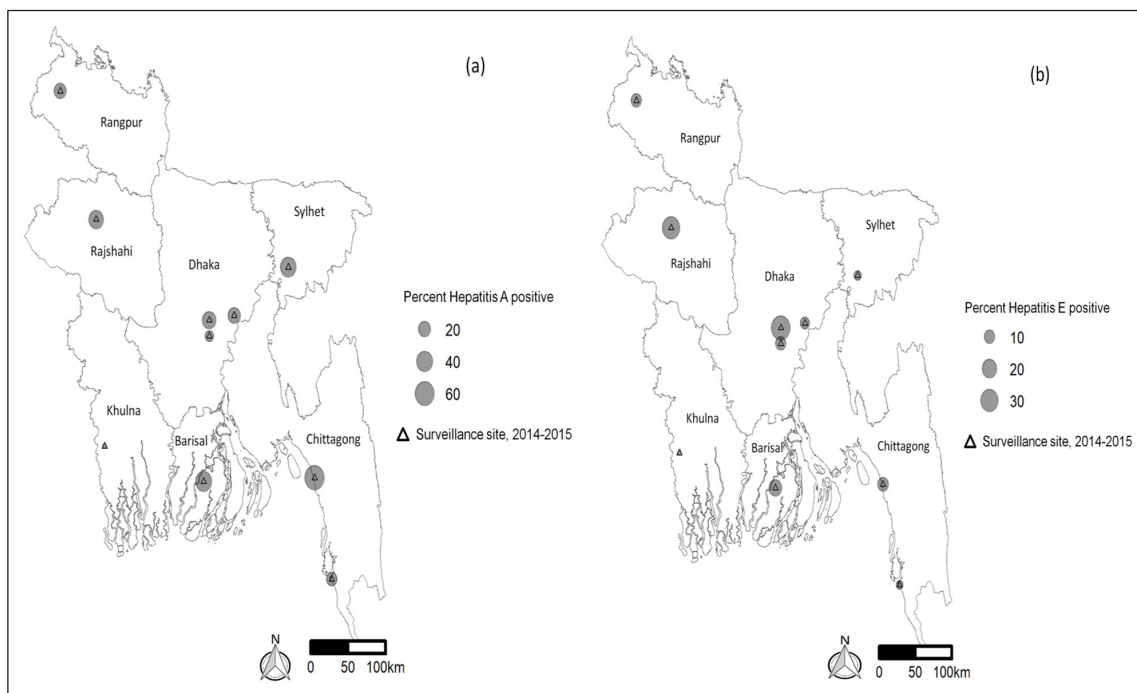 (a)
Rangpur
Sylhet
Rajshahi
Dhaka
Percent Hepatitis A positive
20
40
60
Khulna
Barisal
Chittagong
Surveillance site, 2014-2015
N
0 50 100km
(b)
Rangpur
Sylhet
Rajshahi
Dhaka
Percent Hepatitis E positive
10
20
30
Khulna
Barisal
Chittagong
Surveillance site, 2014-2015
N
0 50 100km